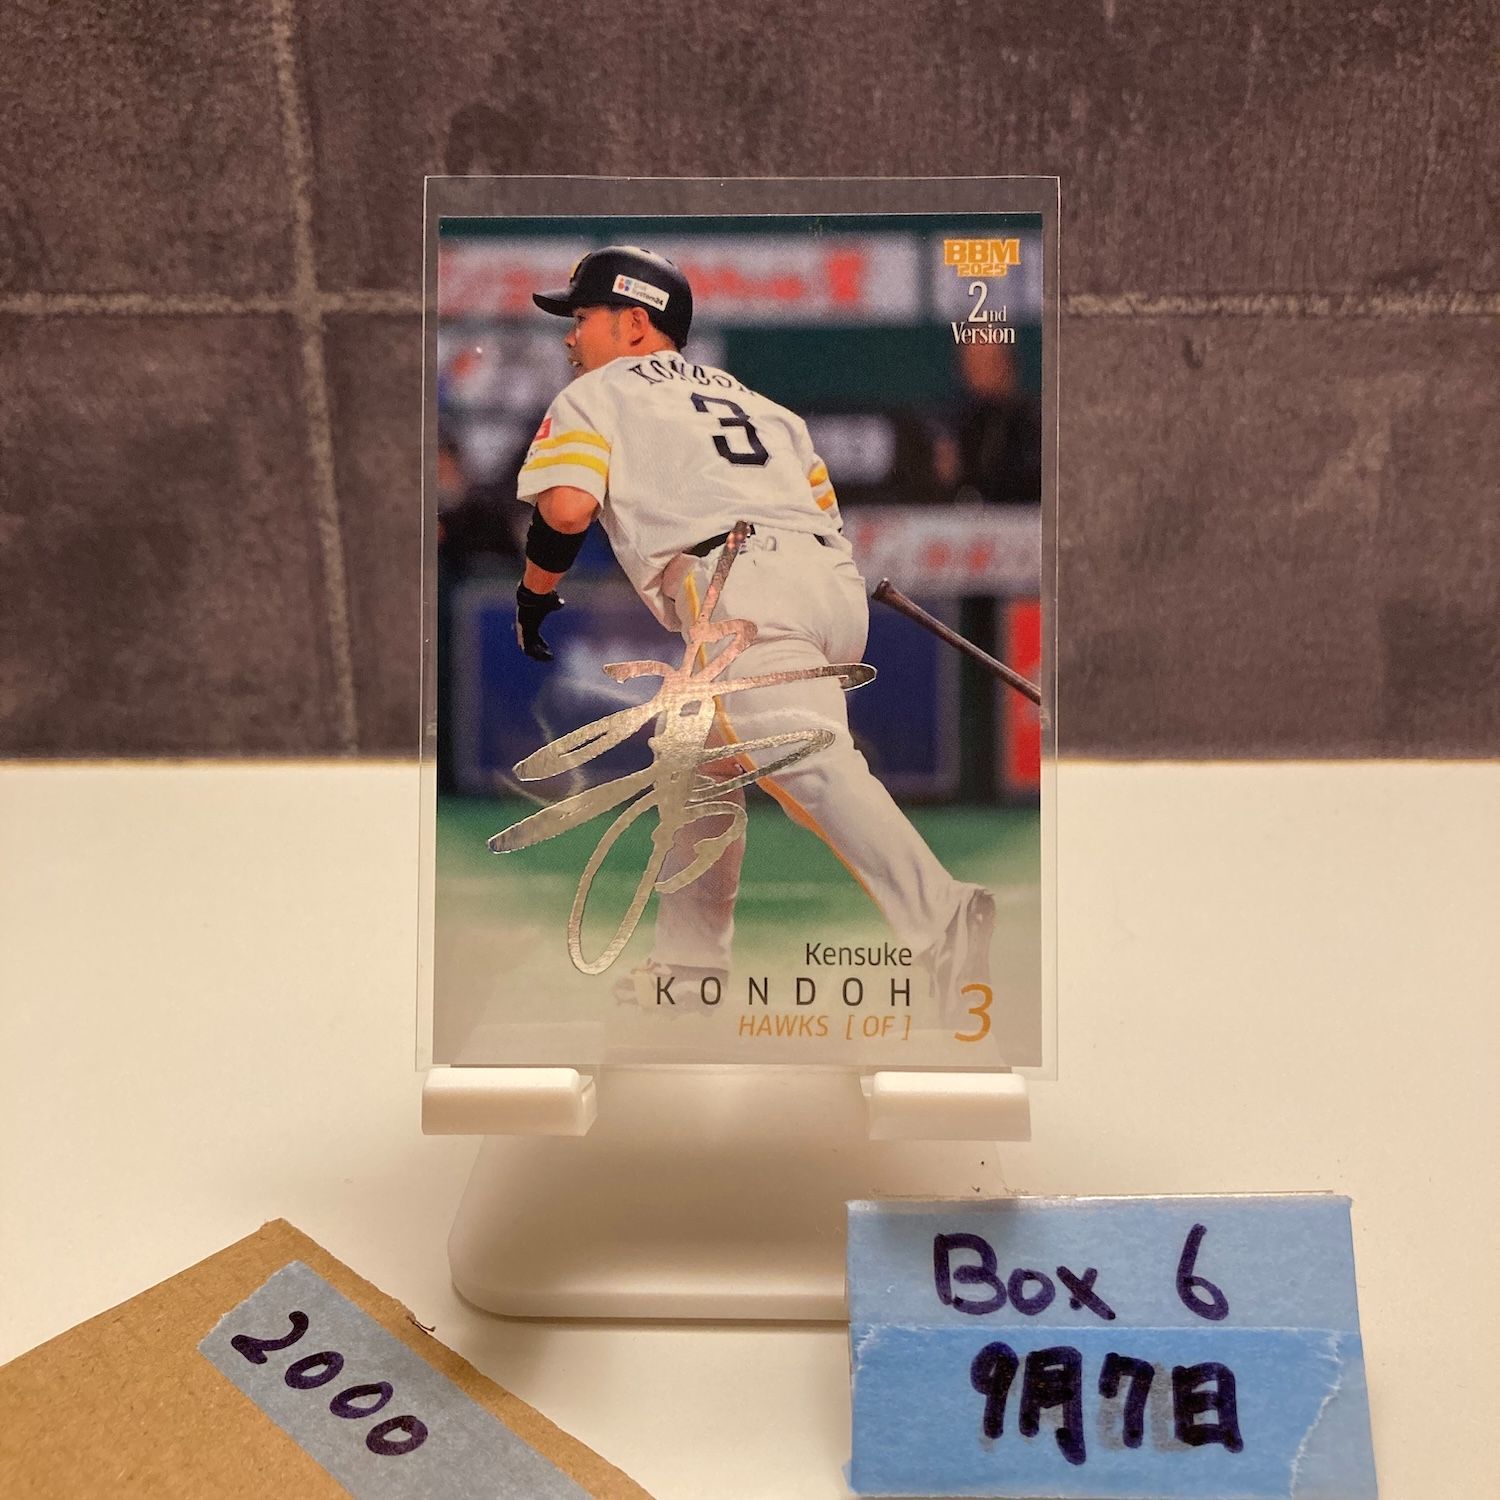 BBM
2025
2nd
Version
3
Kensuke
KONDOH
HAWKS [OF]
3
Box 6
9月7日
2000